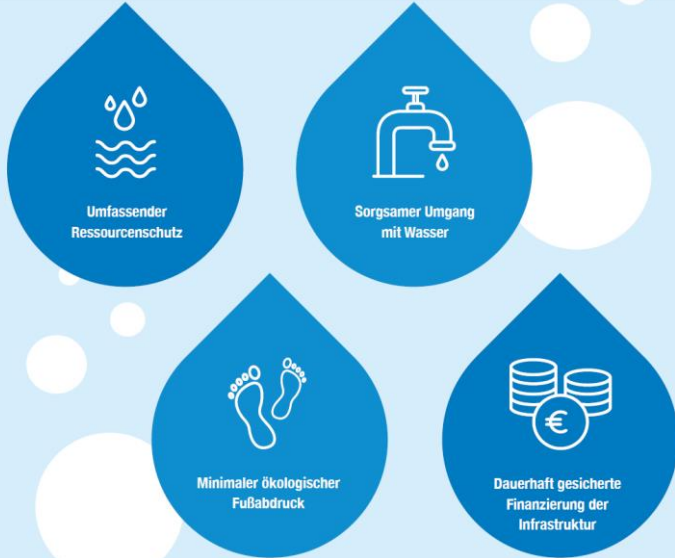 Umfassender
Ressourcenschutz
Sorgsamer Umgang
mit Wasser
Minimaler ökologischer
Fußabdruck
€
Dauerhaft gesicherte
Finanzierung der
Infrastruktur